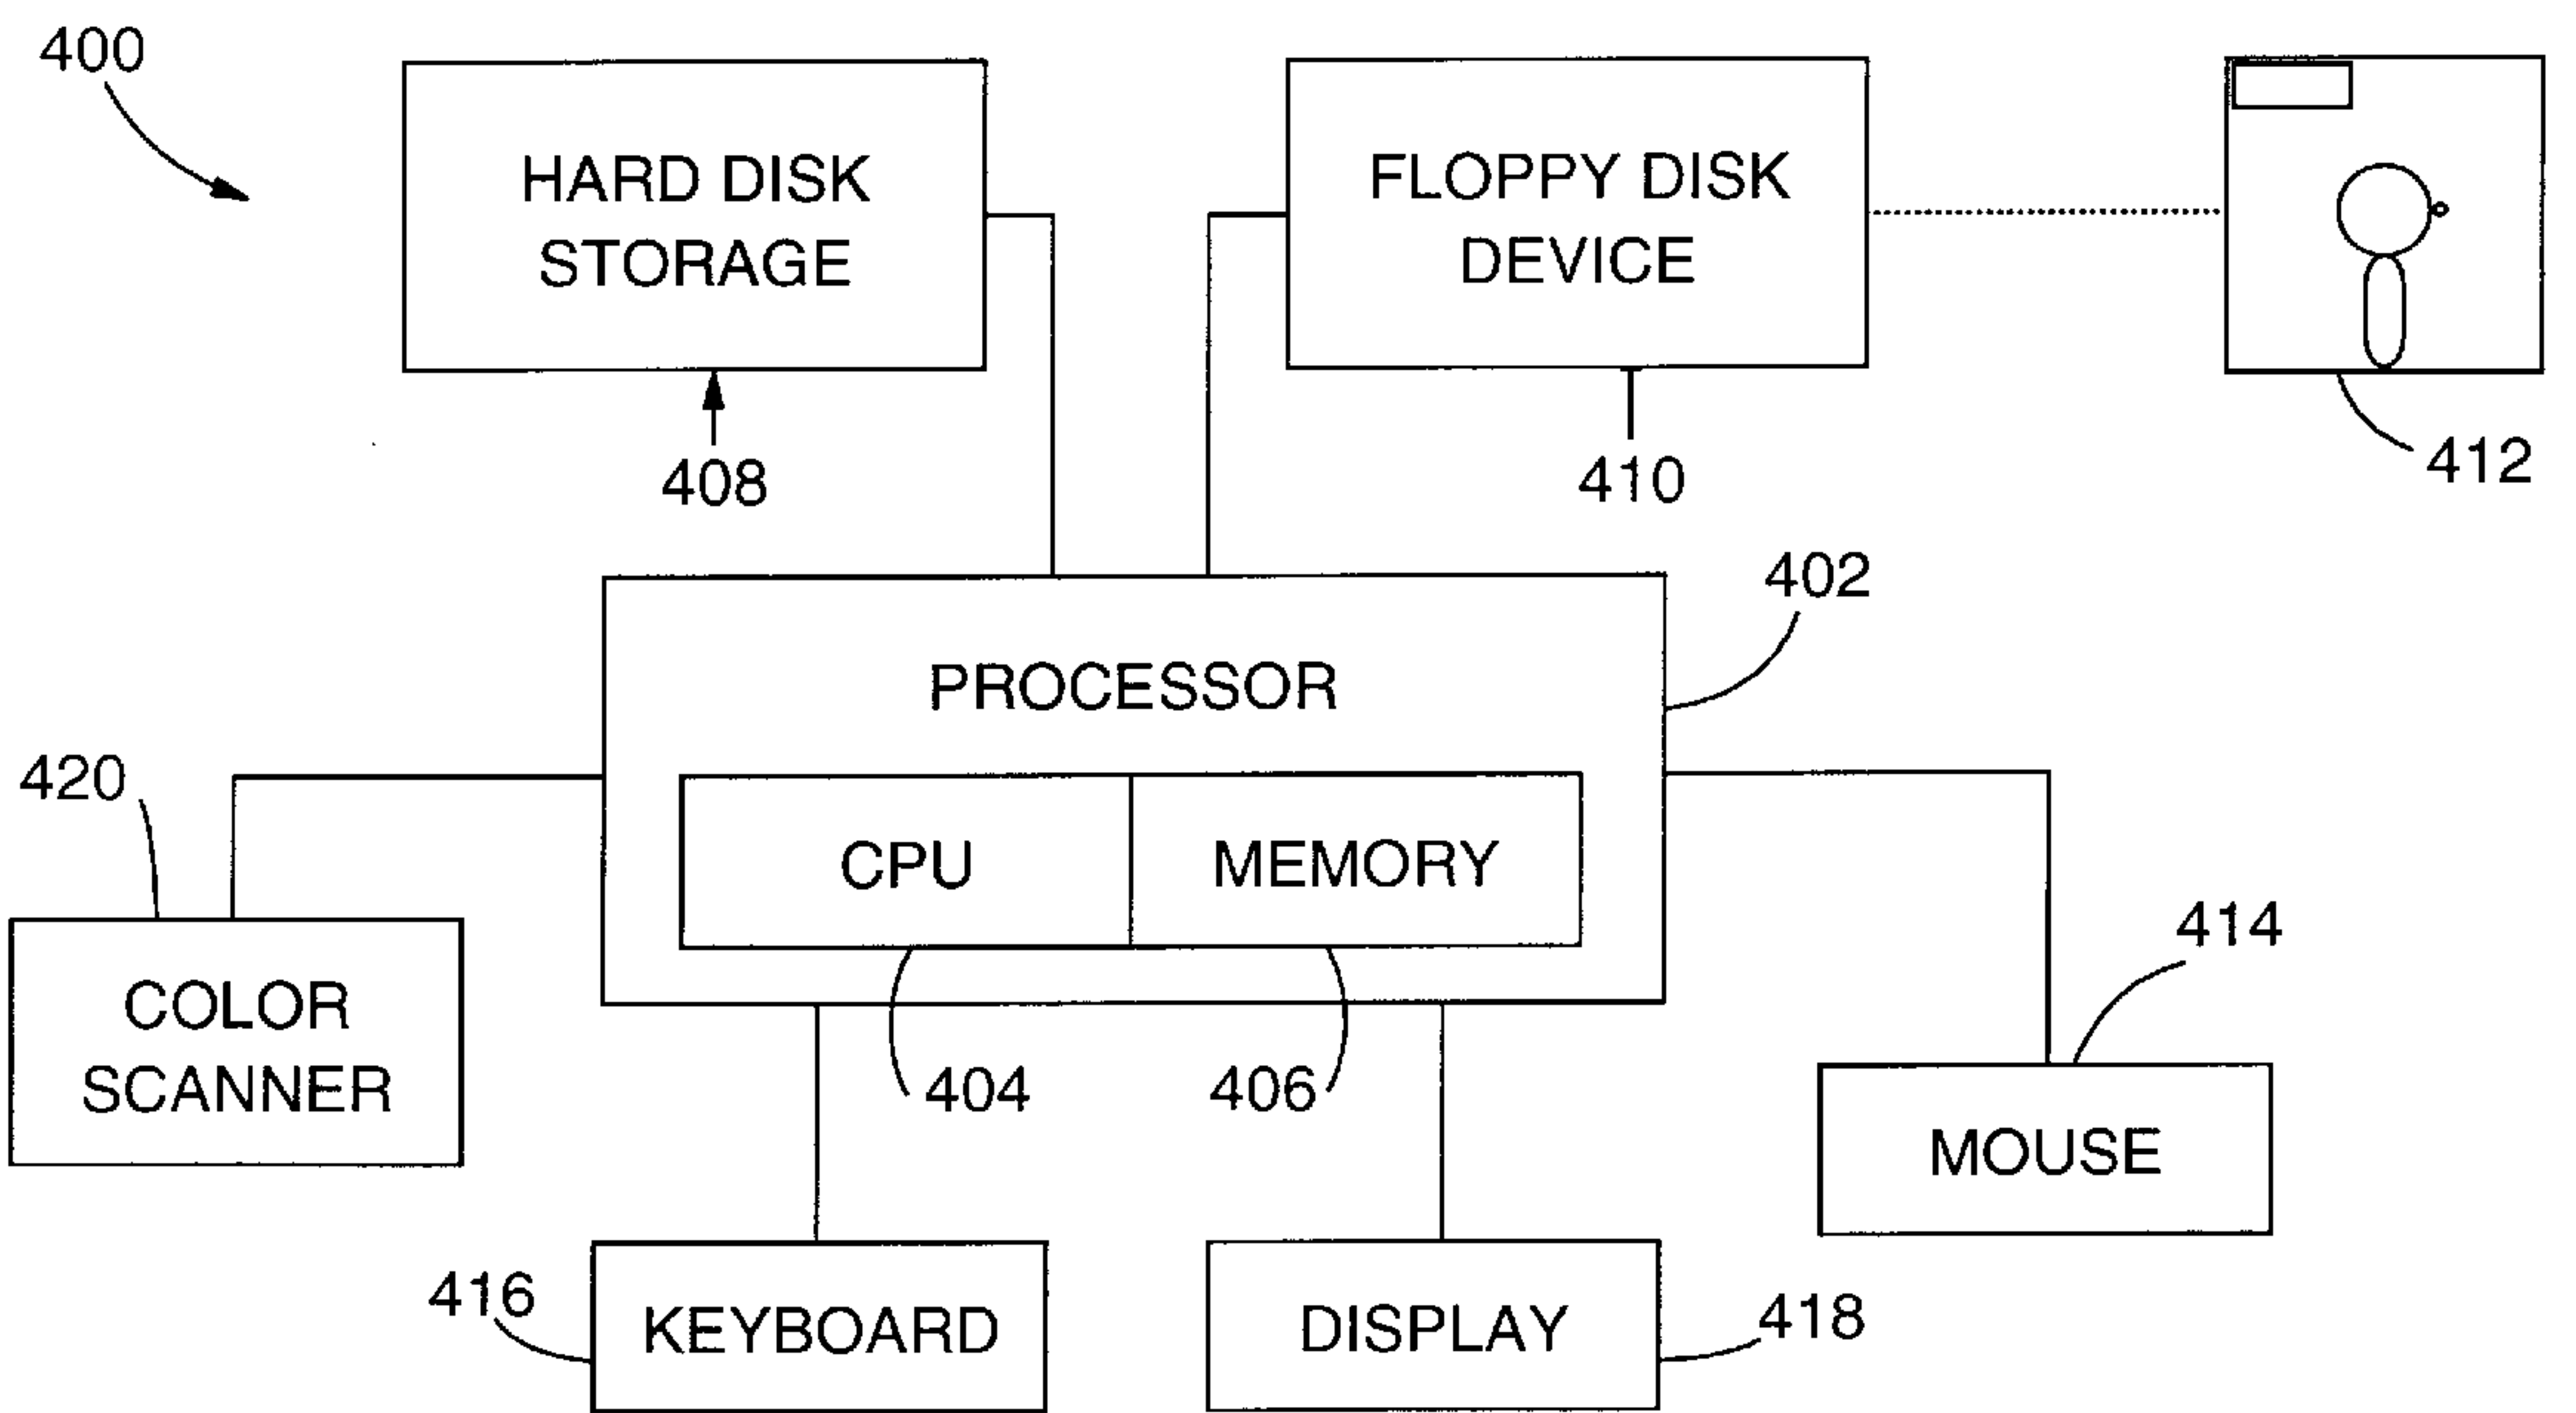 400
HARD DISK
STORAGE
408
FLOPPY DISK
DEVICE
410
412
402
PROCESSOR
CPU
MEMORY
404
406
420
COLOR
SCANNER
414
MOUSE
416
KEYBOARD
DISPLAY
418